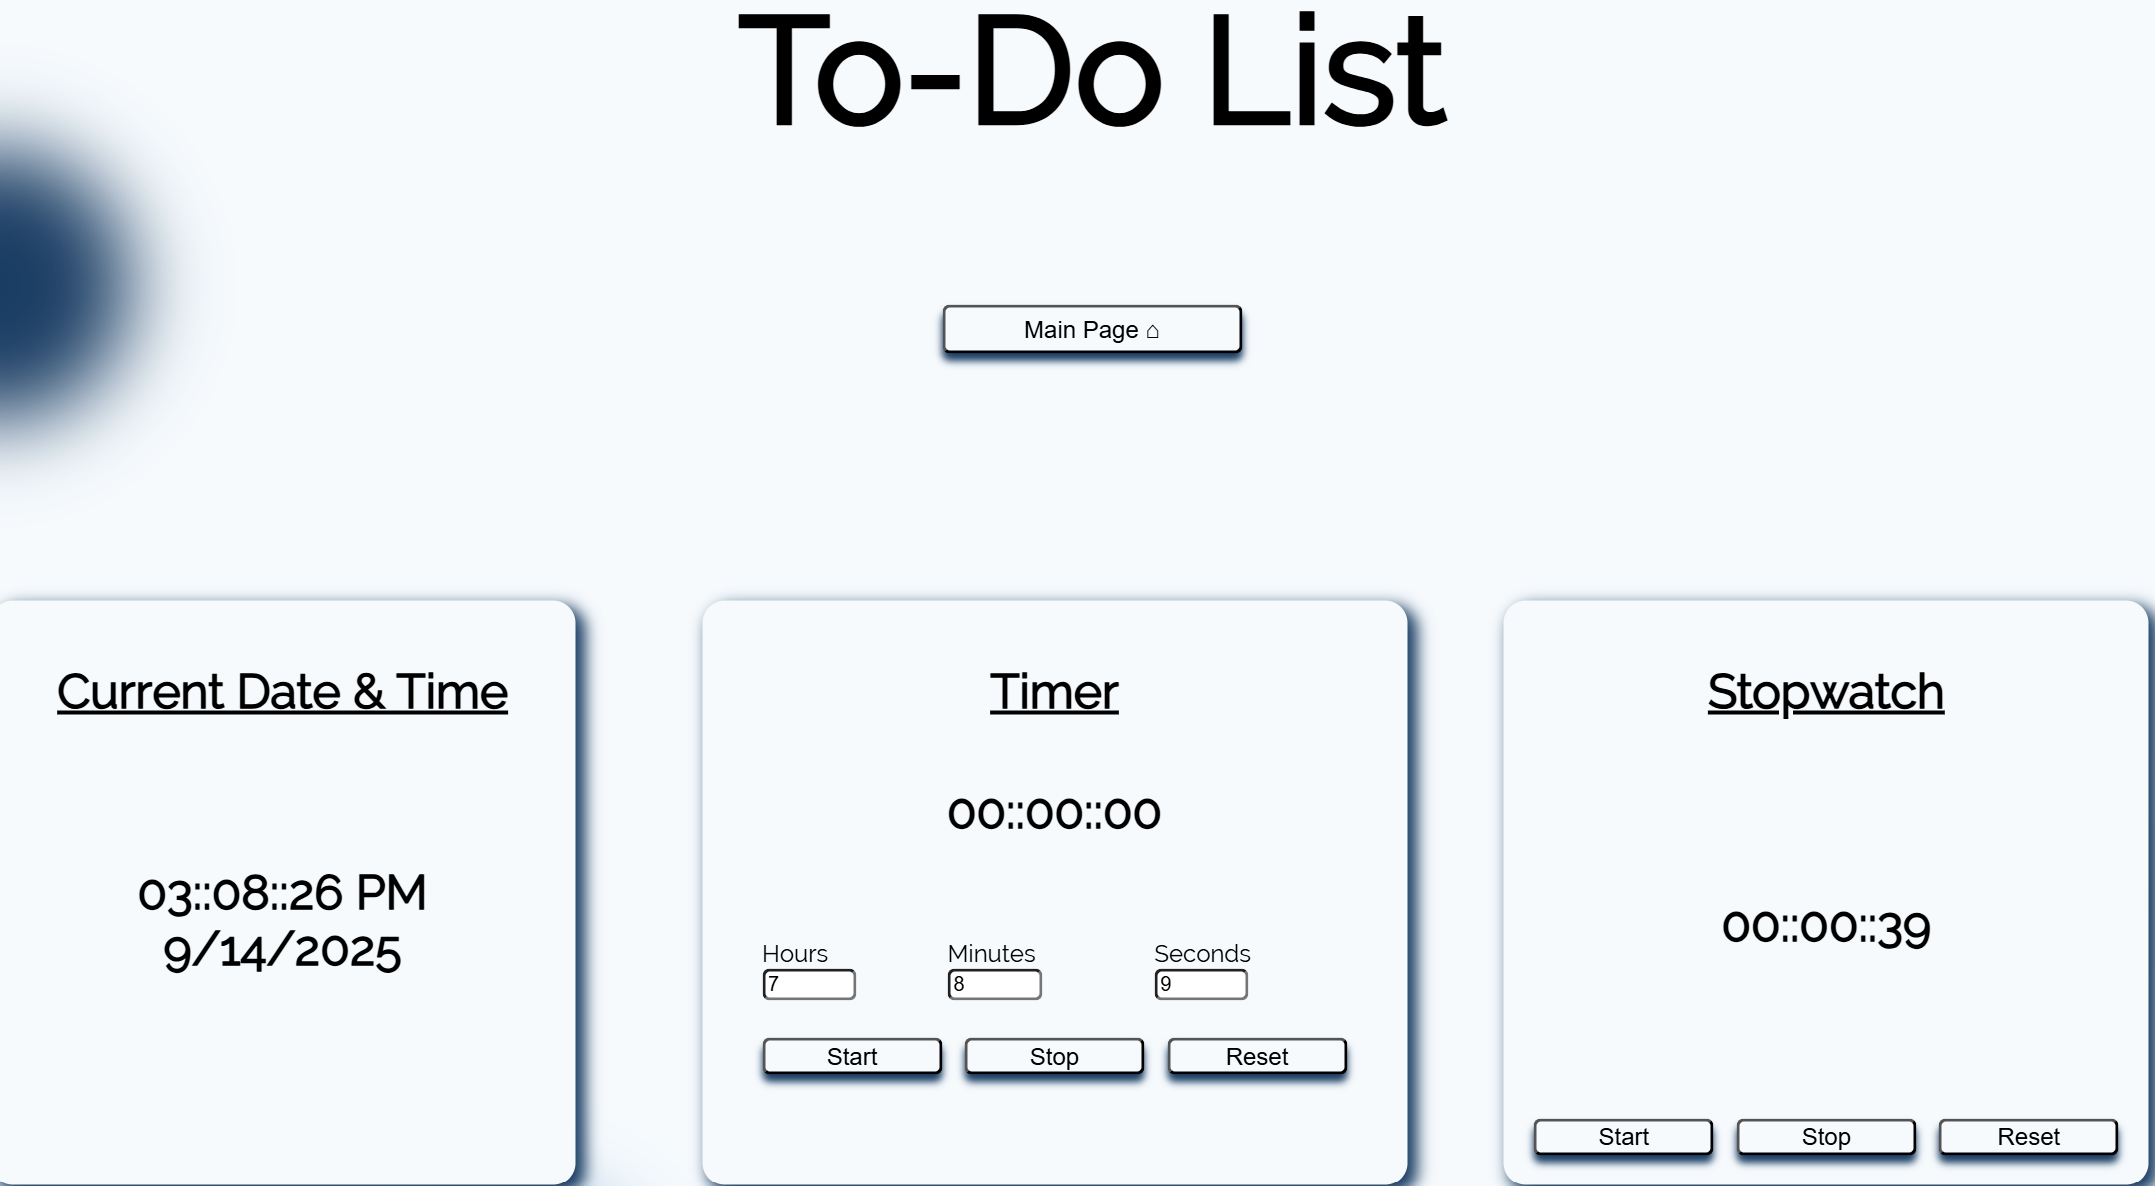 To-Do List
Main Page ⌂
Current Date & Time
03::08::26 PM
9/14/2025
Timer
00::00::00
Hours Minutes Seconds
7 8 9
Start Stop Reset
Stopwatch
00::00::39
Start Stop Reset